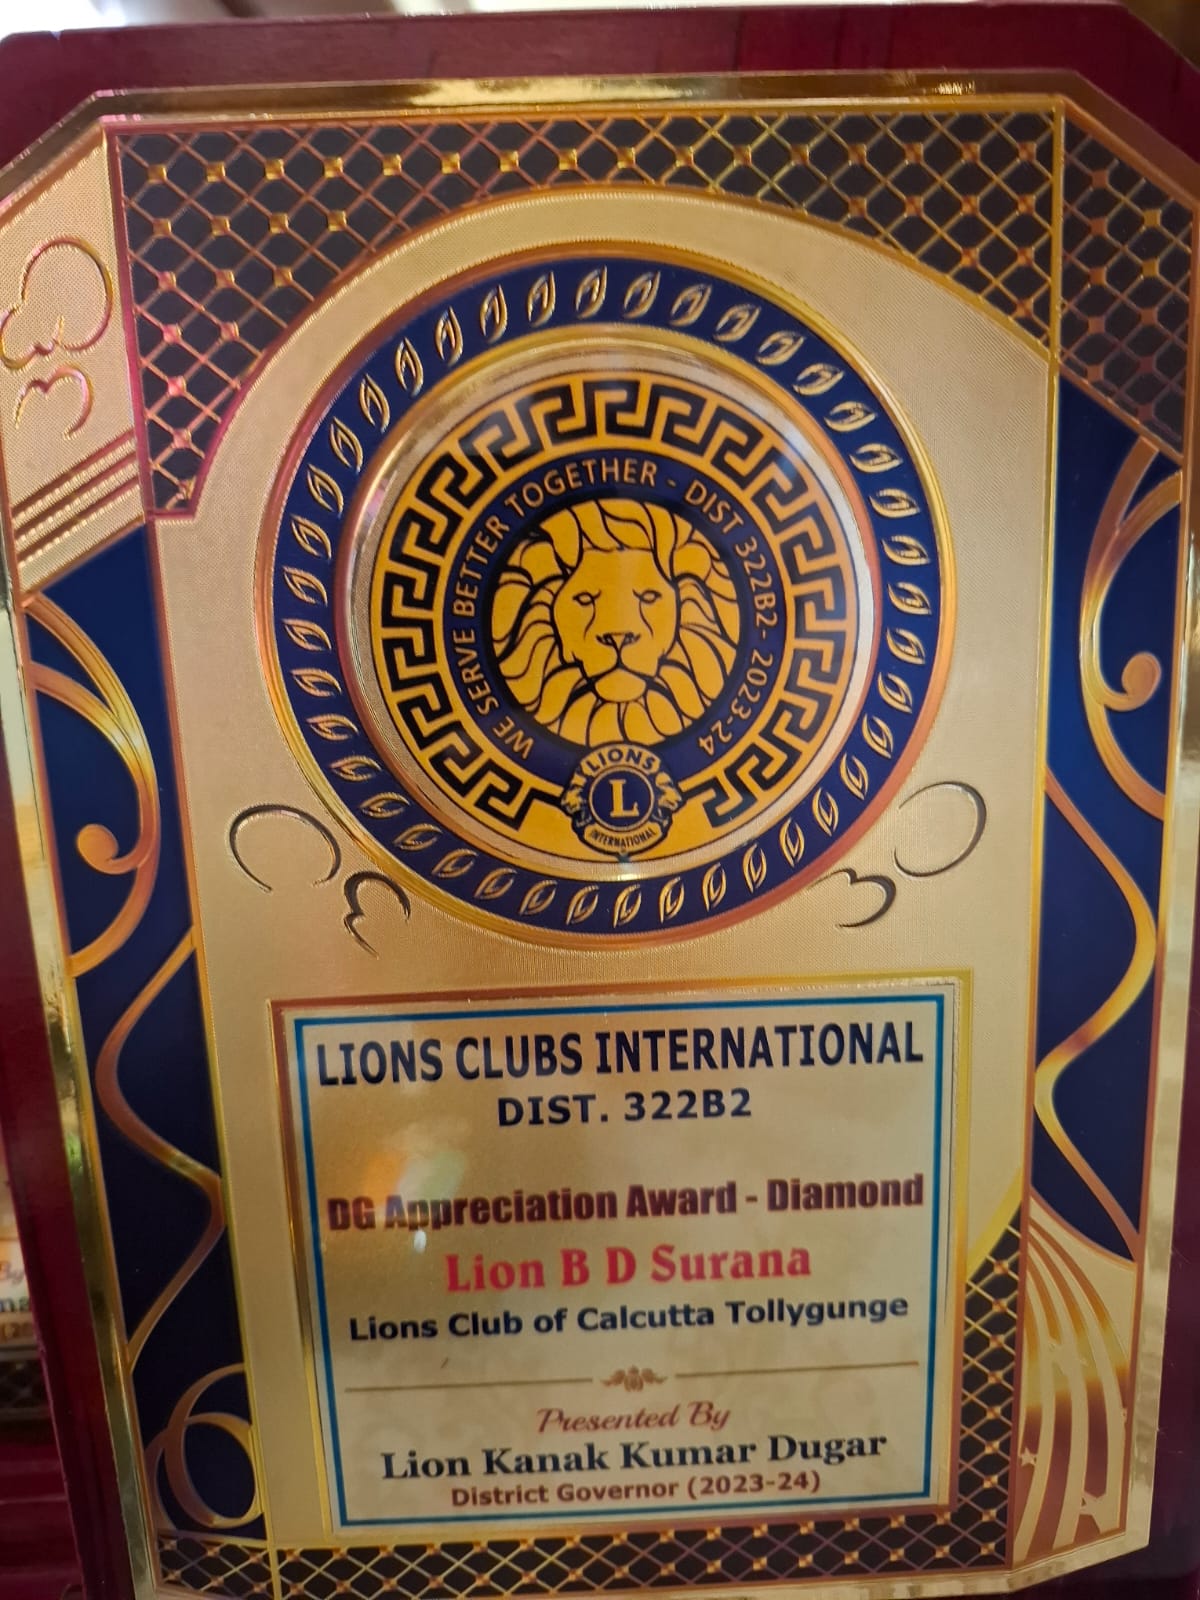 WE SERVE BETTER TOGETHER - DIST 322B2- 2023-24
LIONS
L
INTERNATIONAL
LIONS CLUBS INTERNATIONAL
DIST. 322B2
DG Appreciation Award - Diamond
Lion B D Surana
Lions Club of Calcutta Tollygunge
Presented By
Lion Kanak Kumar Dugar
District Governor (2023-24)